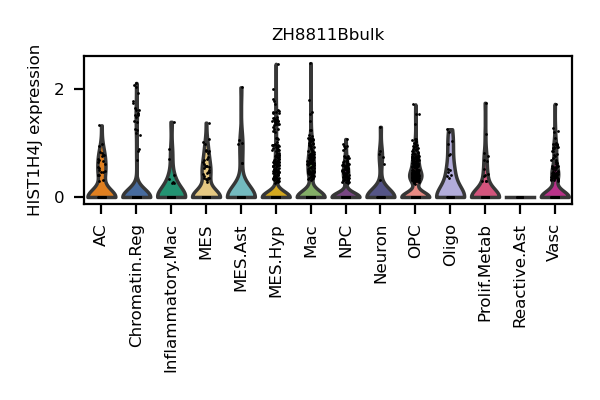 ZH8811Bbulk
HIST1H4J expression
2
0
AC
Chromatin.Reg
Inflammatory.Mac
MES
MES.Ast
MES.Hyp
Mac
NPC
Neuron
OPC
Oligo
Prolif.Metab
Reactive.Ast
Vasc